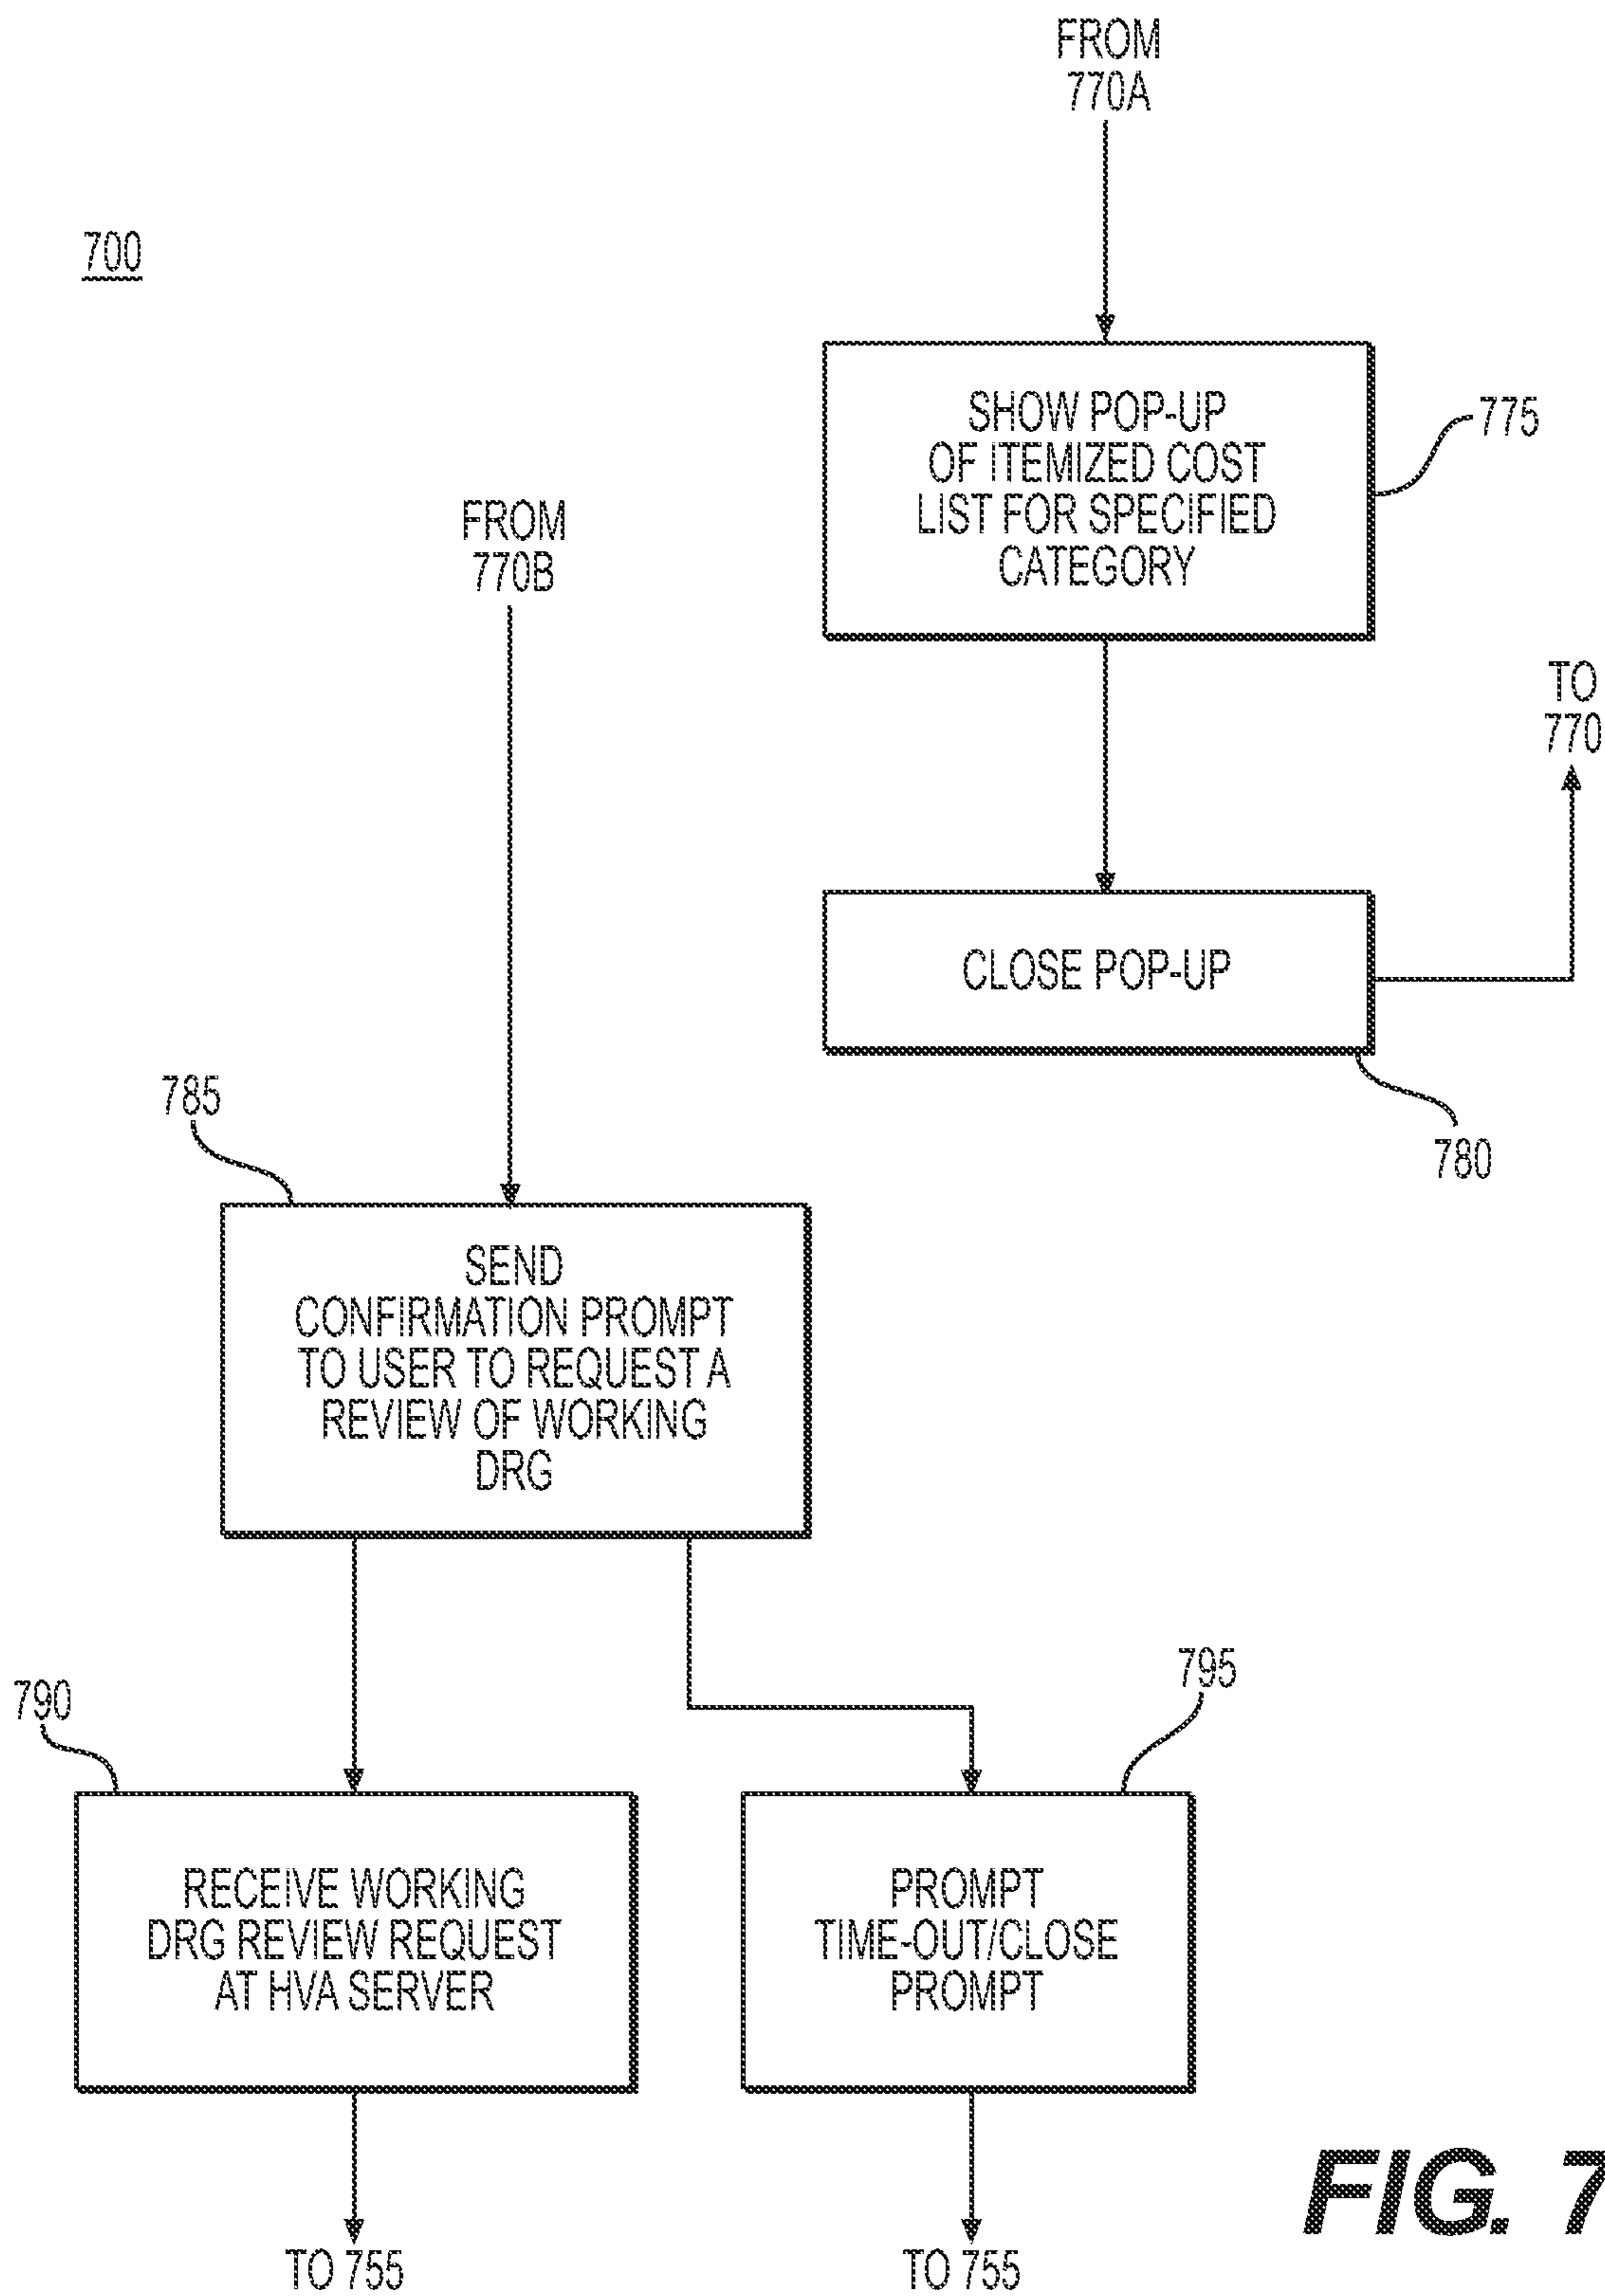 FROM
770A
700
SHOW POP-UP
OF ITEMIZED COST
LIST FOR SPECIFIED
CATEGORY
775
FROM
770B
TO
770
CLOSE POP-UP
780
785
SEND
CONFIRMATION PROMPT
TO USER TO REQUEST A
REVIEW OF WORKING
DRG
790
795
RECEIVE WORKING
DRG REVIEW REQUEST
AT HVA SERVER
PROMPT
TIME-OUT/CLOSE
PROMPT
TO 755
TO 755
FIG. 7